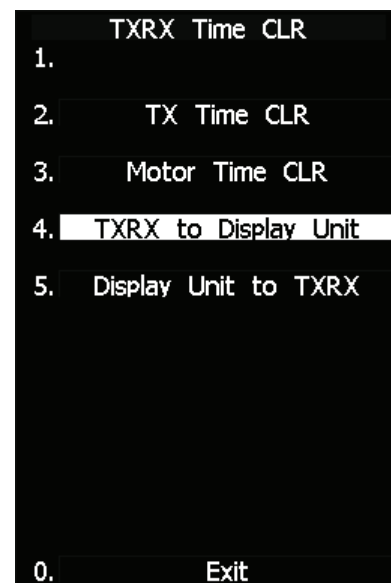 TXRX Time CLR
1.
2. TX Time CLR
3. Motor Time CLR
4. TXRX to Display Unit
5. Display Unit to TXRX
0. Exit